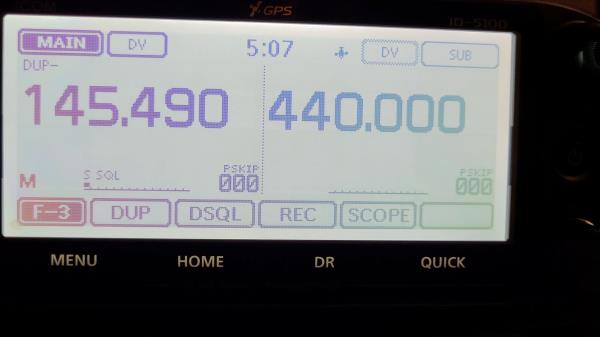 ICOM GPS ID-5100
MAIN DV 5:07 DV SUB
DUP-
145.490 440.000
S SQL PSKIP PSKIP
M 000 000
F-3 DUP DSQL REC SCOPE
MENU HOME DR QUICK